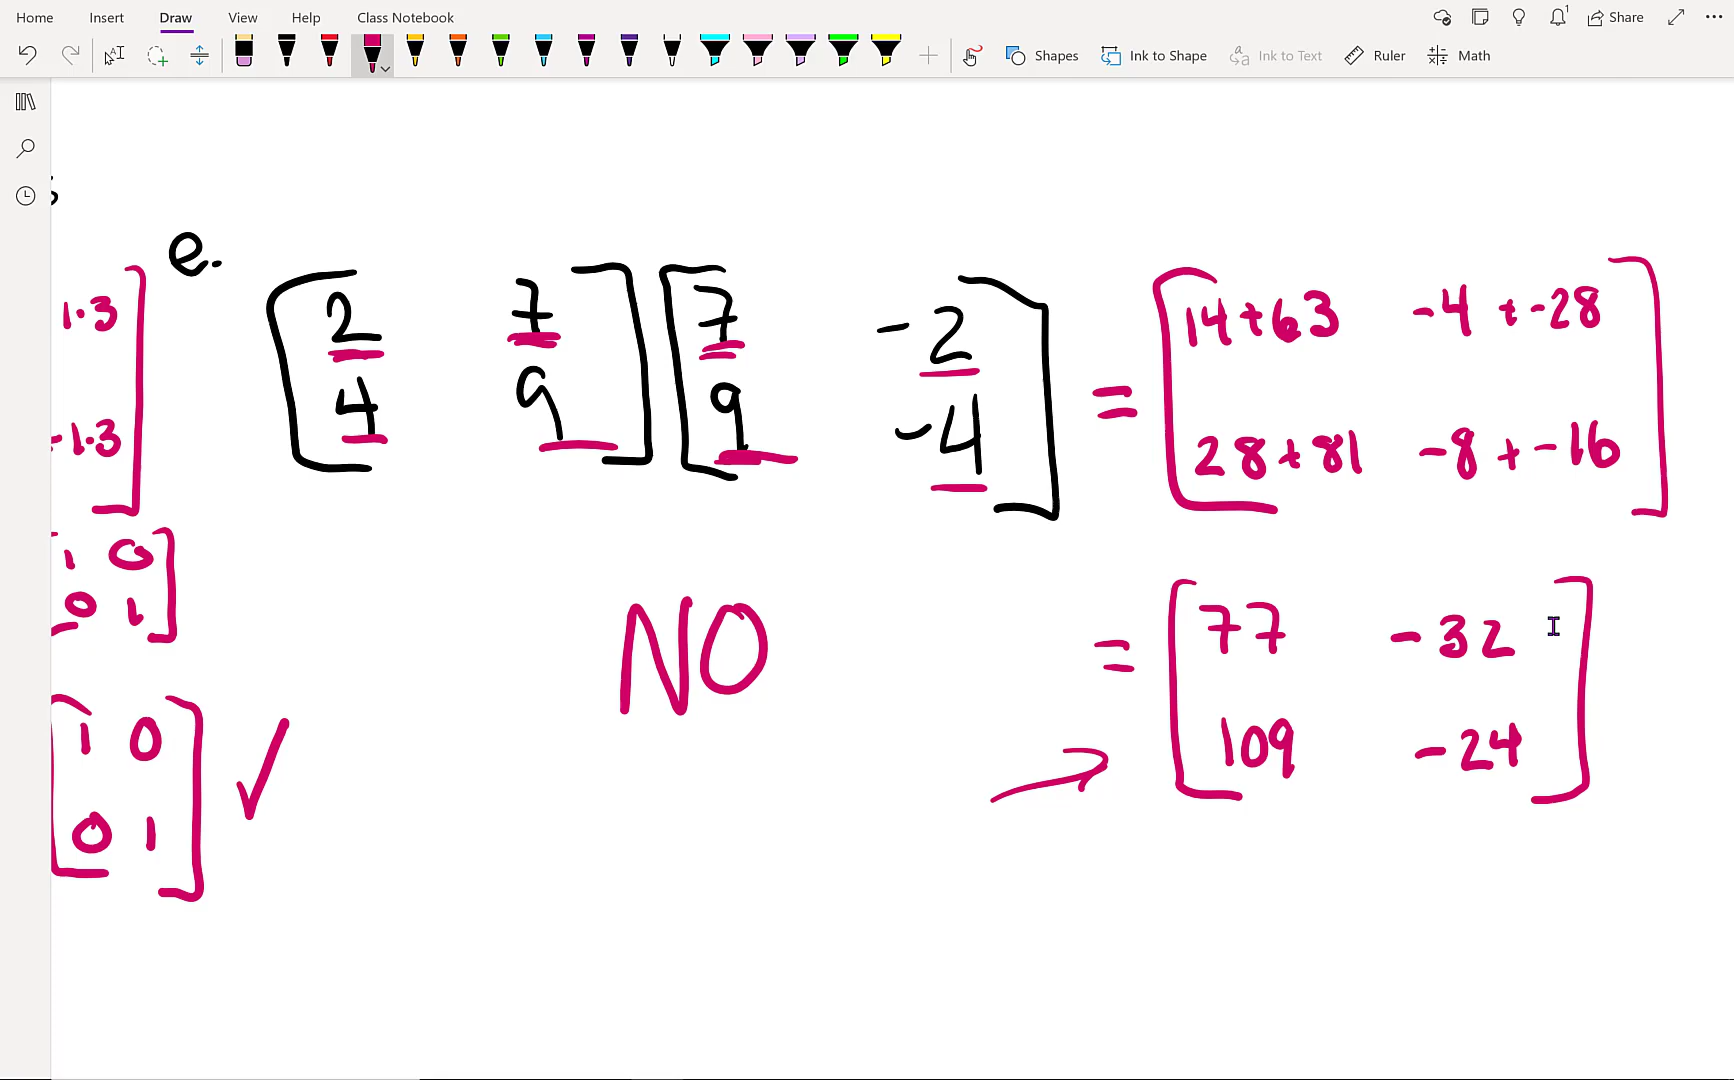 Home Insert Draw View Help Class Notebook Share
Shapes Ink to Shape Ink to Text Ruler Math
e.
2 7 7 -2
4 9 9 -4
= 14+63 -4 + -28
28+81 -8 + -16
1.3
-1.3
1 0
0 1
NO
= 77 -32
109 -24
1 0
0 1